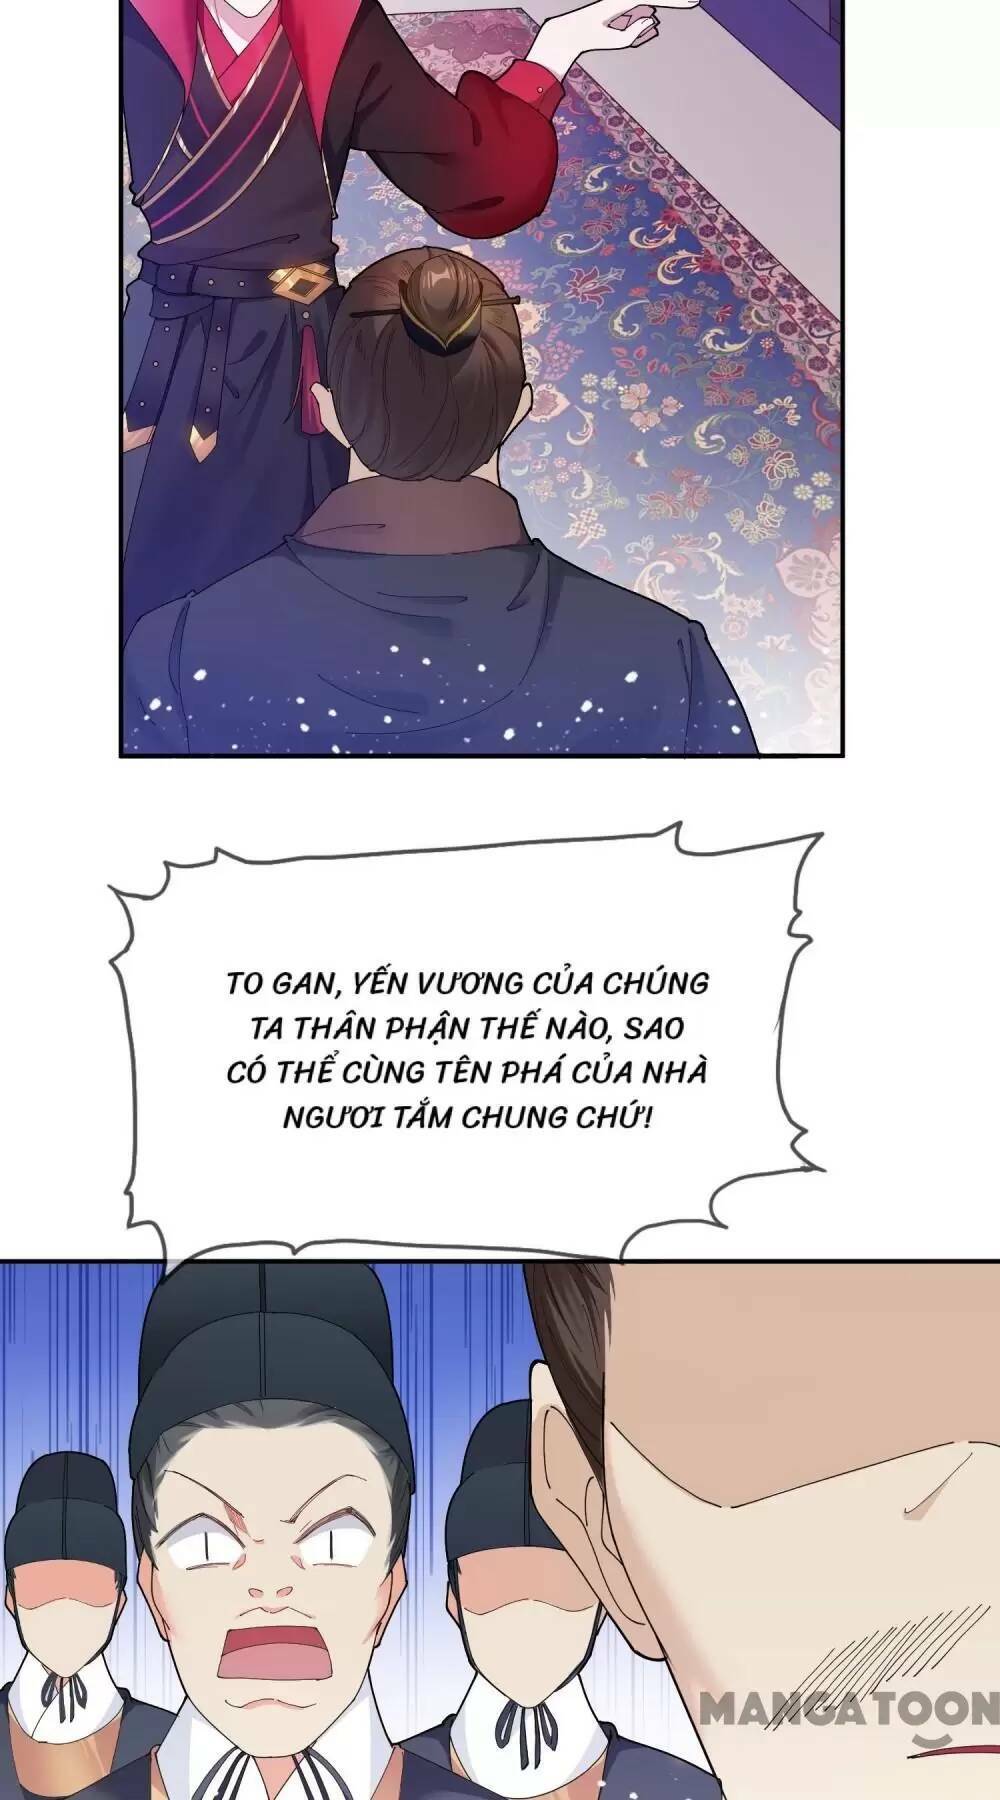 TO GAN, YẾN VƯƠNG CỦA CHÚNG
TA THÂN PHẬN THẾ NÀO, SAO
CÓ THỂ CÙNG TÊN PHÁ CỦA NHÀ
NGƯƠI TẮM CHUNG CHỨ!
MANGATOON